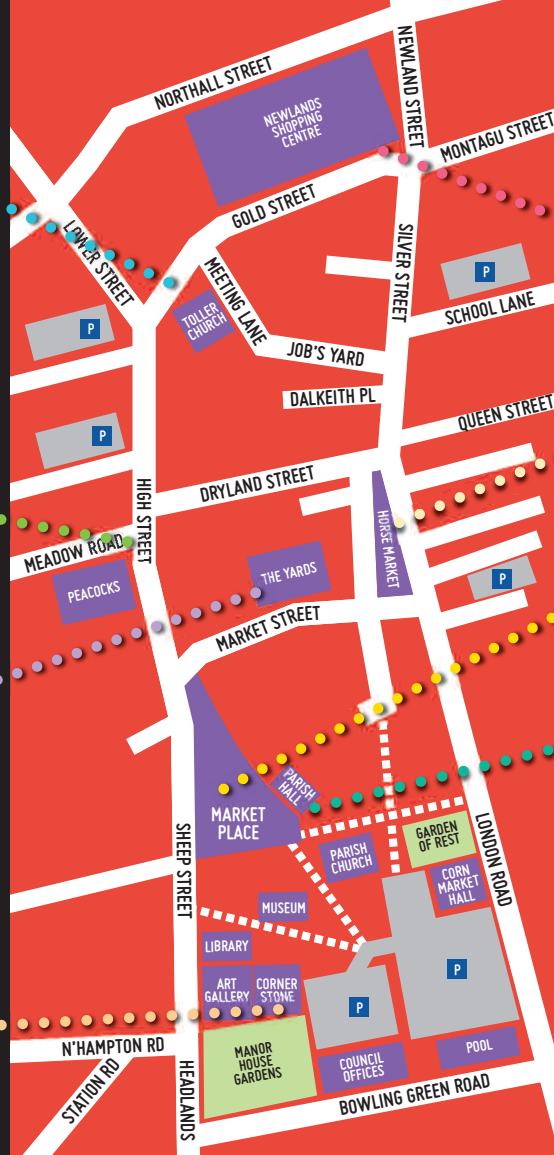 NEWLAND STREET
NORTHALL STREET
NEWLANDS
SHOPPING
CENTRE
MONTAGU STREET
GOLD STREET
LOWER STREET
SILVER STREET
MEETING LANE
P
SCHOOL LANE
TOLLER
CHURCH
P
JOB'S YARD
DALKEITH PL
QUEEN STREET
P
DRYLAND STREET
HIGH STREET
HORSE MARKET
MEADOW ROAD
PEACOCKS
THE YARDS
P
MARKET STREET
PARISH
HALL
MARKET
PLACE
GARDEN
OF REST
PARISH
CHURCH
LONDON ROAD
SHEEP STREET
CORN
MARKET
HALL
MUSEUM
LIBRARY
P
ART
GALLERY
CORNER
STONE
P
N'HAMPTON RD
MANOR
HOUSE
GARDENS
POOL
COUNCIL
OFFICES
STATION RD
HEADLANDS
BOWLING GREEN ROAD